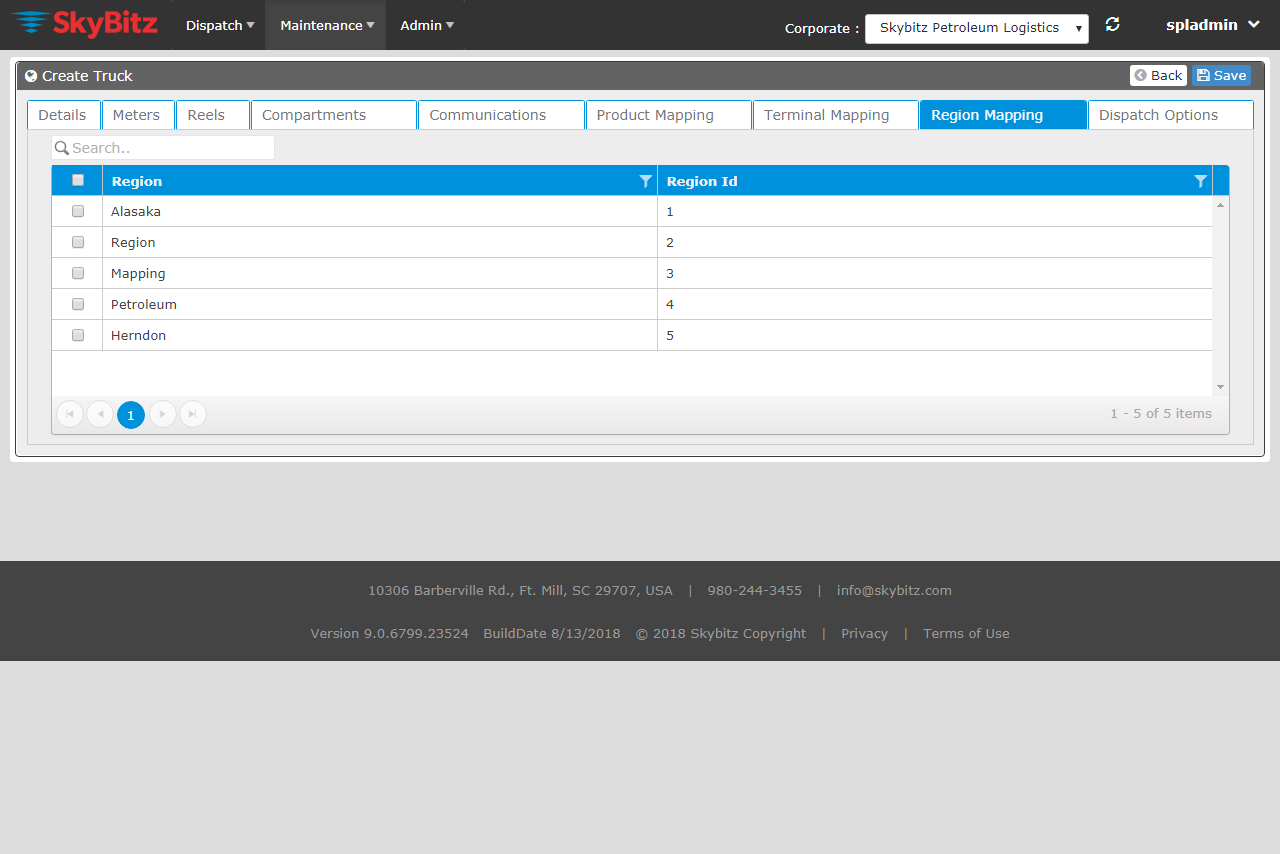 SkyBitz Dispatch Maintenance Admin Corporate : Skybitz Petroleum Logistics spladmin
Create Truck Back Save
Details Meters Reels Compartments Communications Product Mapping Terminal Mapping Region Mapping Dispatch Options
Search..
Region Region Id
Alasaka 1
Region 2
Mapping 3
Petroleum 4
Herndon 5
1 1 - 5 of 5 items
10306 Barberville Rd., Ft. Mill, SC 29707, USA | 980-244-3455 | info@skybitz.com
Version 9.0.6799.23524 BuildDate 8/13/2018 © 2018 Skybitz Copyright | Privacy | Terms of Use